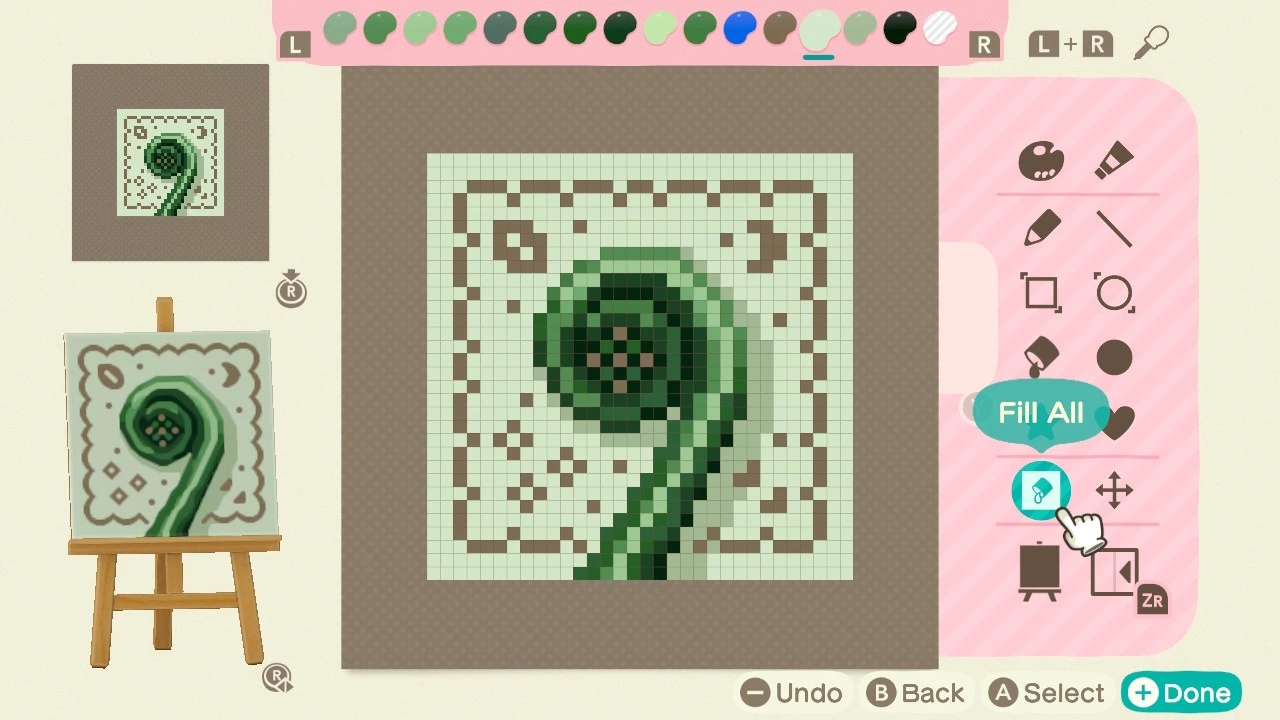 L
R
L + R
R
Fill All
ZR
R
− Undo
B Back
A Select
+ Done